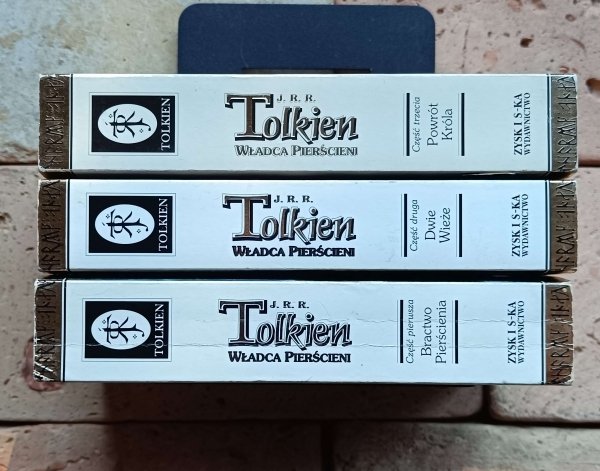 TOLKIEN
J. R. R.
Tolkien
WŁADCA PIERŚCIENI
Część trzecia
Powrót
Króla
ZYSK I S-KA
WYDAWNICTWO
TOLKIEN
J. R. R.
Tolkien
WŁADCA PIERŚCIENI
Część druga
Dwie
Wieże
ZYSK I S-KA
WYDAWNICTWO
TOLKIEN
J. R. R.
Tolkien
WŁADCA PIERŚCIENI
Część pierwsza
Bractwo
Pierścienia
ZYSK I S-KA
WYDAWNICTWO